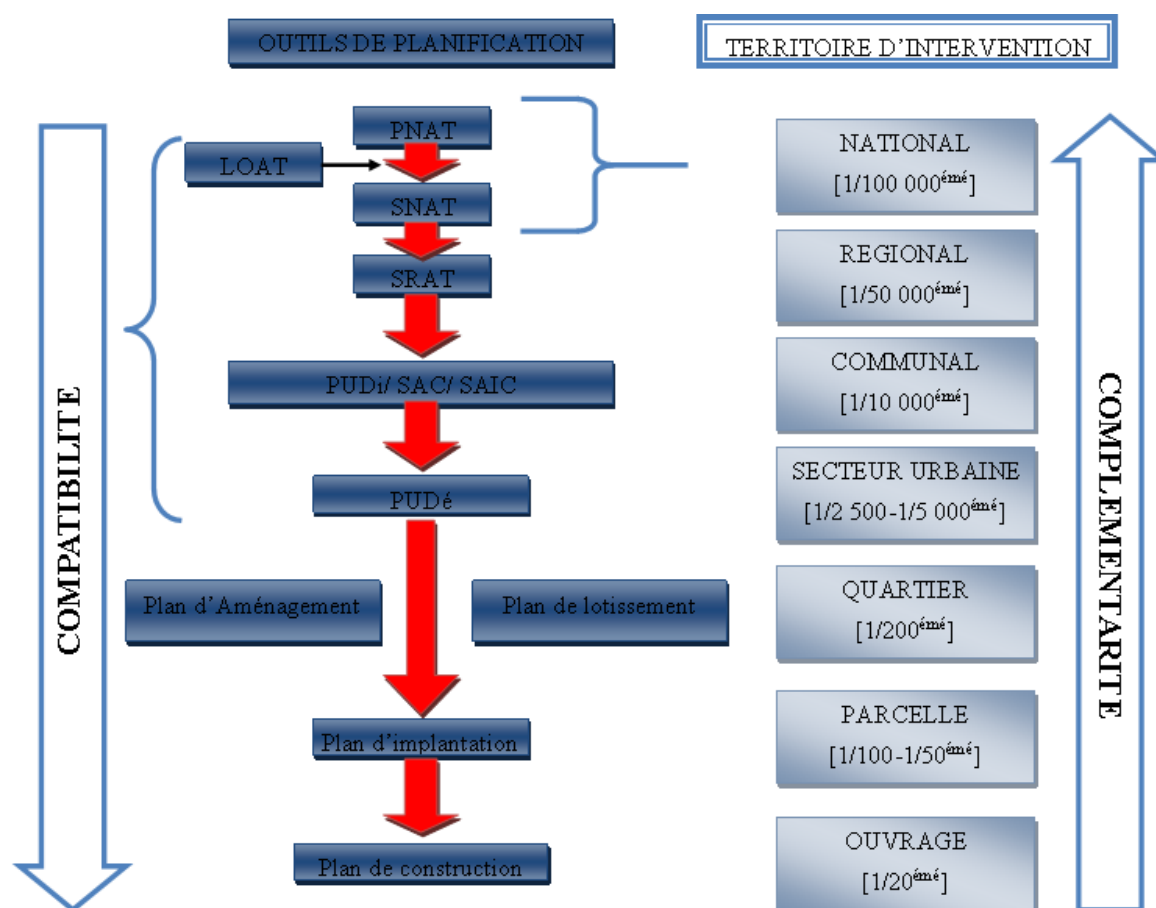 OUTILS DE PLANIFICATION
TERRITOIRE D'INTERVENTION
COMPATIBILITE
LOAT
PNAT
SNAT
SRAT
PUDi/ SAC/ SAIC
PUDé
Plan d'Aménagement
Plan de lotissement
Plan d'implantation
Plan de construction
NATIONAL
[1/100 000émé]
REGIONAL
[1/50 000émé]
COMMUNAL
[1/10 000émé]
SECTEUR URBAINE
[1/2 500-1/5 000émé]
QUARTIER
[1/200émé]
PARCELLE
[1/100-1/50émé]
OUVRAGE
[1/20émé]
COMPLEMENTARITE